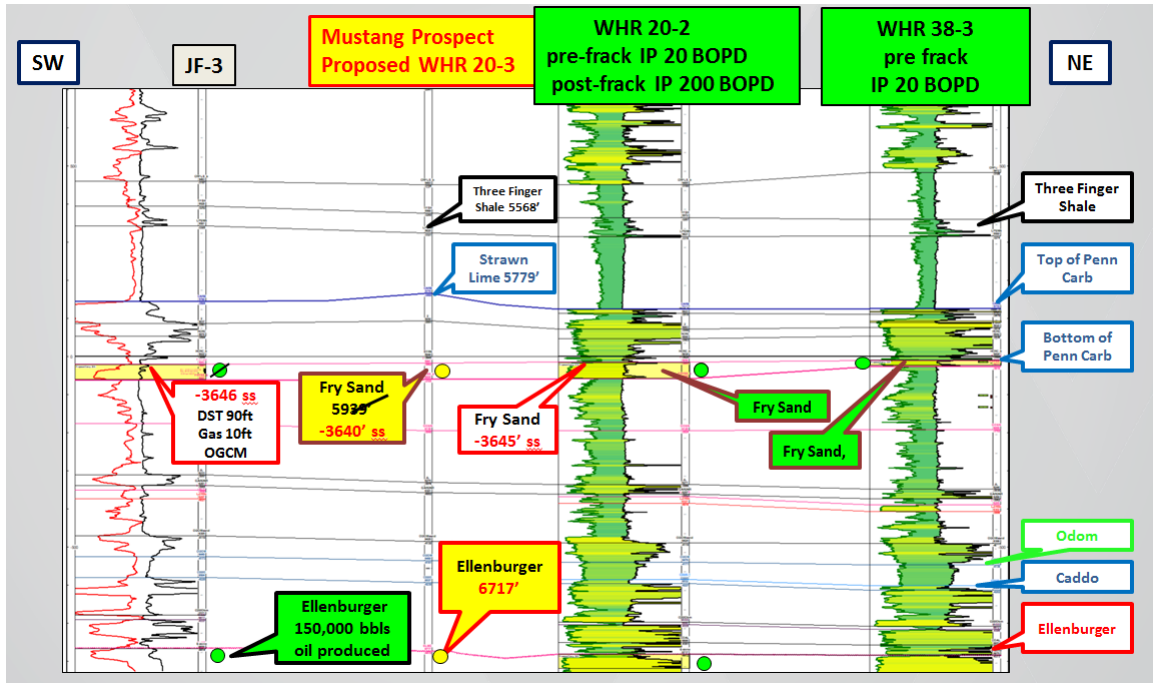 SW
JF-3
Mustang Prospect
Proposed WHR 20-3
WHR 20-2
pre-frack IP 20 BOPD
post-frack IP 200 BOPD
WHR 38-3
pre frack
IP 20 BOPD
NE
Three Finger
Shale 5568’
Three Finger
Shale
Strawn
Lime 5779’
Top of Penn
Carb
Bottom of
Penn Carb
-3646 ss
DST 90ft
Gas 10ft
OGCM
Fry Sand
5939’
-3640’ ss
Fry Sand
-3645’ ss
Fry Sand
Fry Sand,
Odom
Caddo
Ellenburger
6717’
Ellenburger
150,000 bbls
oil produced
Ellenburger